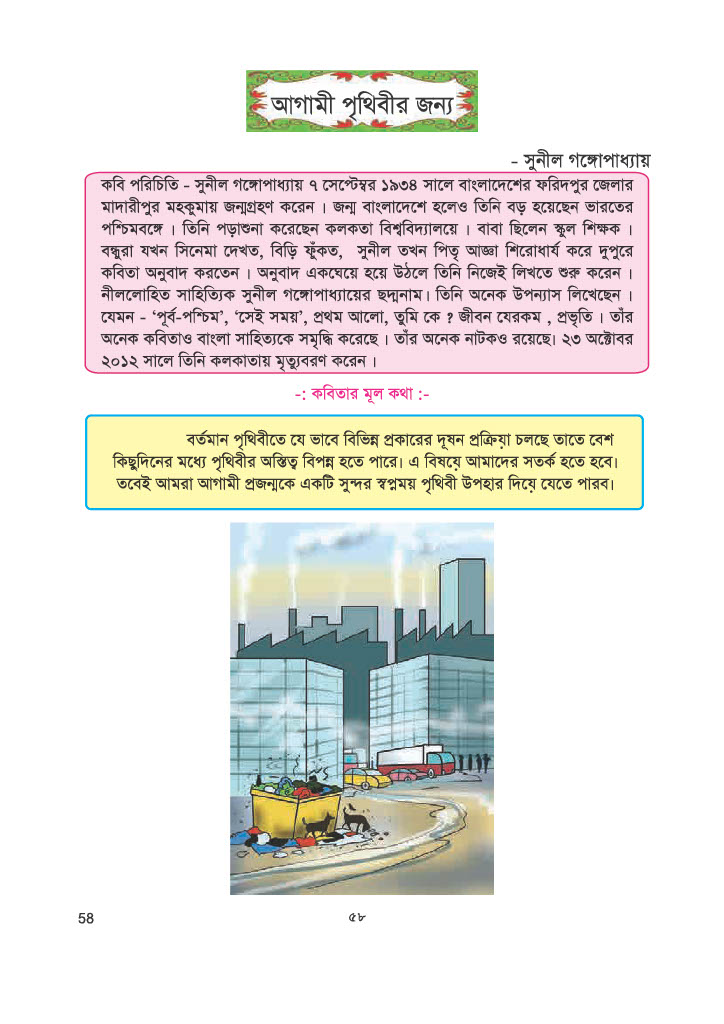 আগামী পৃথিবীর জন্য
- সুনীল গঙ্গোপাধ্যায়
কবি পরিচিতি - সুনীল গঙ্গোপাধ্যায় ৭ সেপ্টেম্বর ১৯৩৪ সালে বাংলাদেশের ফরিদপুর জেলার
মাদারীপুর মহকুমায় জন্মগ্রহণ করেন । জন্ম বাংলাদেশে হলেও তিনি বড় হয়েছেন ভারতের
পশ্চিমবঙ্গে । তিনি পড়াশুনা করেছেন কলকতা বিশ্ববিদ্যালয়ে । বাবা ছিলেন স্কুল শিক্ষক ।
বন্ধুরা যখন সিনেমা দেখত, বিড়ি ফুঁকত, সুনীল তখন পিতৃ আজ্ঞা শিরোধার্য করে দুপুরে
কবিতা অনুবাদ করতেন । অনুবাদ একঘেয়ে হয়ে উঠলে তিনি নিজেই লিখতে শুরু করেন ।
নীললোহিত সাহিত্যিক সুনীল গঙ্গোপাধ্যায়ের ছদ্মনাম। তিনি অনেক উপন্যাস লিখেছেন ।
যেমন - ‘পূর্ব-পশ্চিম’, ‘সেই সময়’, প্রথম আলো, তুমি কে ? জীবন যেরকম , প্রভৃতি । তাঁর
অনেক কবিতাও বাংলা সাহিত্যকে সমৃদ্ধি করেছে । তাঁর অনেক নাটকও রয়েছে। ২৩ অক্টোবর
২০১২ সালে তিনি কলকাতায় মৃত্যুবরণ করেন ।
-: কবিতার মূল কথা :-
বর্তমান পৃথিবীতে যে ভাবে বিভিন্ন প্রকারের দূষন প্রক্রিয়া চলছে তাতে বেশ
কিছুদিনের মধ্যে পৃথিবীর অস্তিত্ব বিপন্ন হতে পারে। এ বিষয়ে আমাদের সতর্ক হতে হবে।
তবেই আমরা আগামী প্রজন্মকে একটি সুন্দর স্বপ্নময় পৃথিবী উপহার দিয়ে যেতে পারব।
58
৫৮